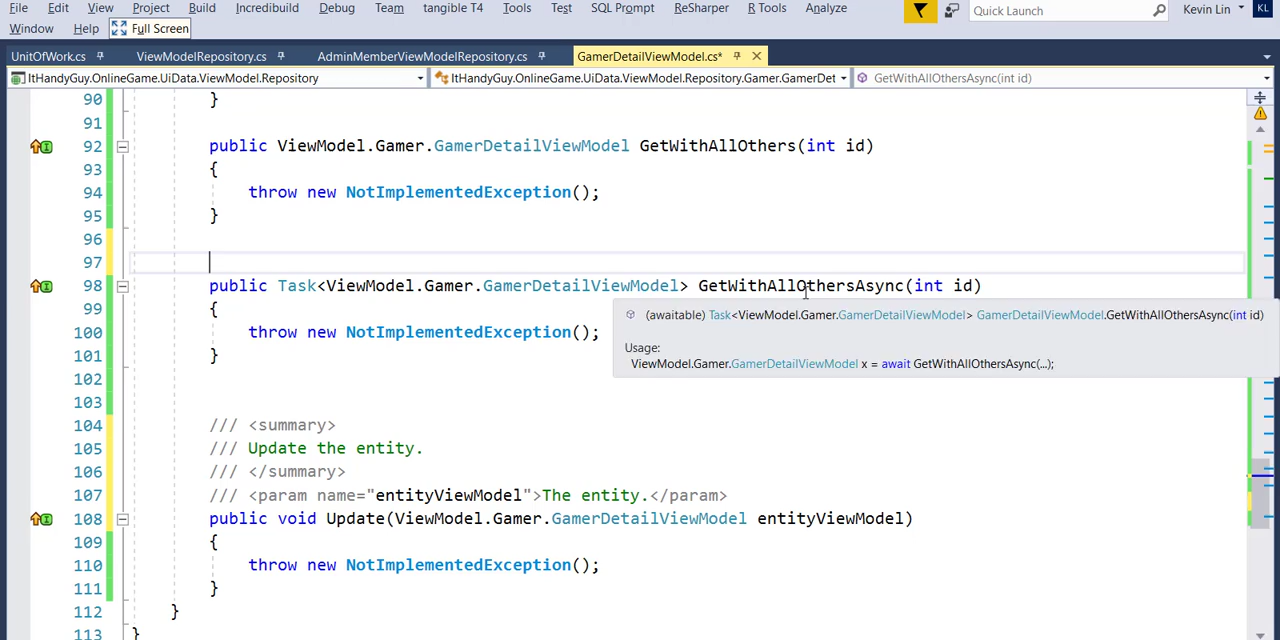 File Edit View Project Build Incredibuild Debug Team tangible T4 Tools Test SQL Prompt ReSharper R Tools Analyze Quick Launch Kevin Lin KL
Window Help Full Screen
UnitOfWork.cs ViewModelRepository.cs AdminMemberViewModelRepository.cs GamerDetailViewModel.cs*
ItHandyGuy.OnlineGame.UiData.ViewModel.Repository ItHandyGuy.OnlineGame.UiData.ViewModel.Repository.Gamer.GamerDet GetWithAllOthersAsync(int id)
90 }
91
92 public ViewModel.Gamer.GamerDetailViewModel GetWithAllOthers(int id)
93 {
94 throw new NotImplementedException();
95 }
96
97
98 public Task<ViewModel.Gamer.GamerDetailViewModel> GetWithAllOthersAsync(int id)
99 {
(awaitable) Task<ViewModel.Gamer.GamerDetailViewModel> GamerDetailViewModel.GetWithAllOthersAsync(int id)
100 throw new NotImplementedException();
Usage:
101 }
ViewModel.Gamer.GamerDetailViewModel x = await GetWithAllOthersAsync(...);
102
103
104 /// <summary>
105 /// Update the entity.
106 /// </summary>
107 /// <param name="entityViewModel">The entity.</param>
108 public void Update(ViewModel.Gamer.GamerDetailViewModel entityViewModel)
109 {
110 throw new NotImplementedException();
111 }
112 }
113 }